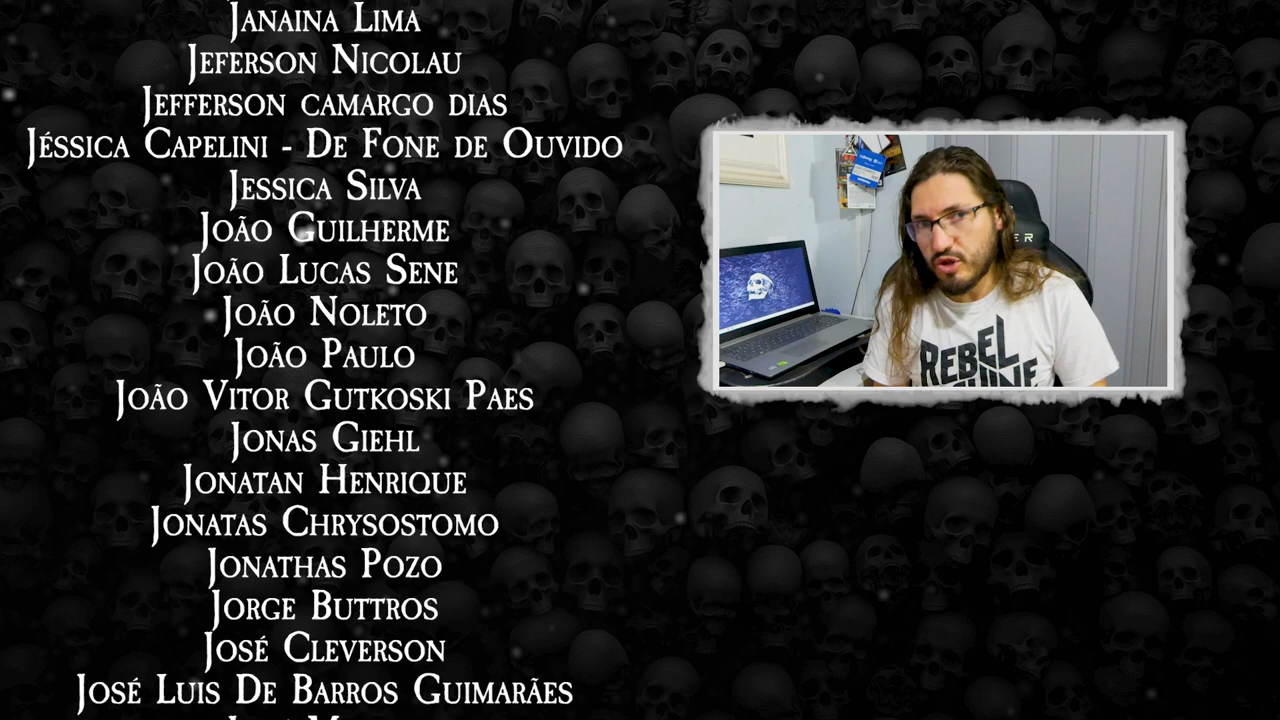 Janaina Lima
Jeferson Nicolau
Jefferson camargo dias
Jéssica Capelini - De Fone de Ouvido
Jessica Silva
João Guilherme
João Lucas Sene
João Noleto
João Paulo
João Vitor Gutkoski Paes
Jonas Giehl
Jonatan Henrique
Jonatas Chrysostomo
Jonathas Pozo
Jorge Buttros
José Cleverson
José Luis De Barros Guimarães
REBEL